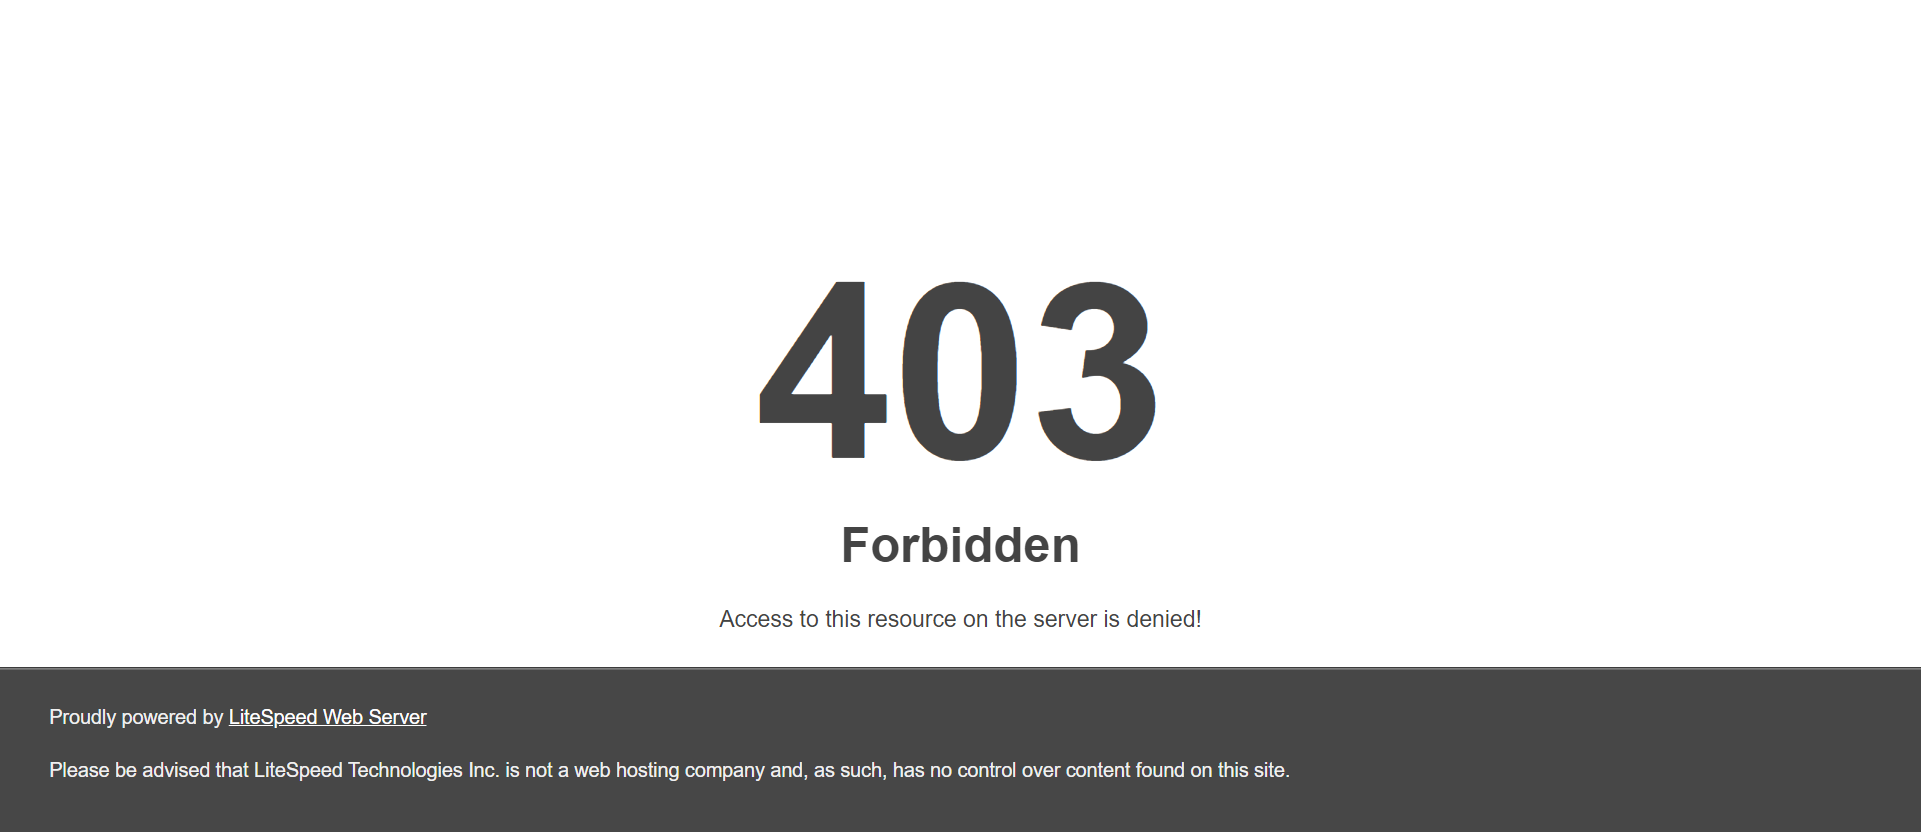 403
Forbidden
Access to this resource on the server is denied!
Proudly powered by LiteSpeed Web Server
Please be advised that LiteSpeed Technologies Inc. is not a web hosting company and, as such, has no control over content found on this site.